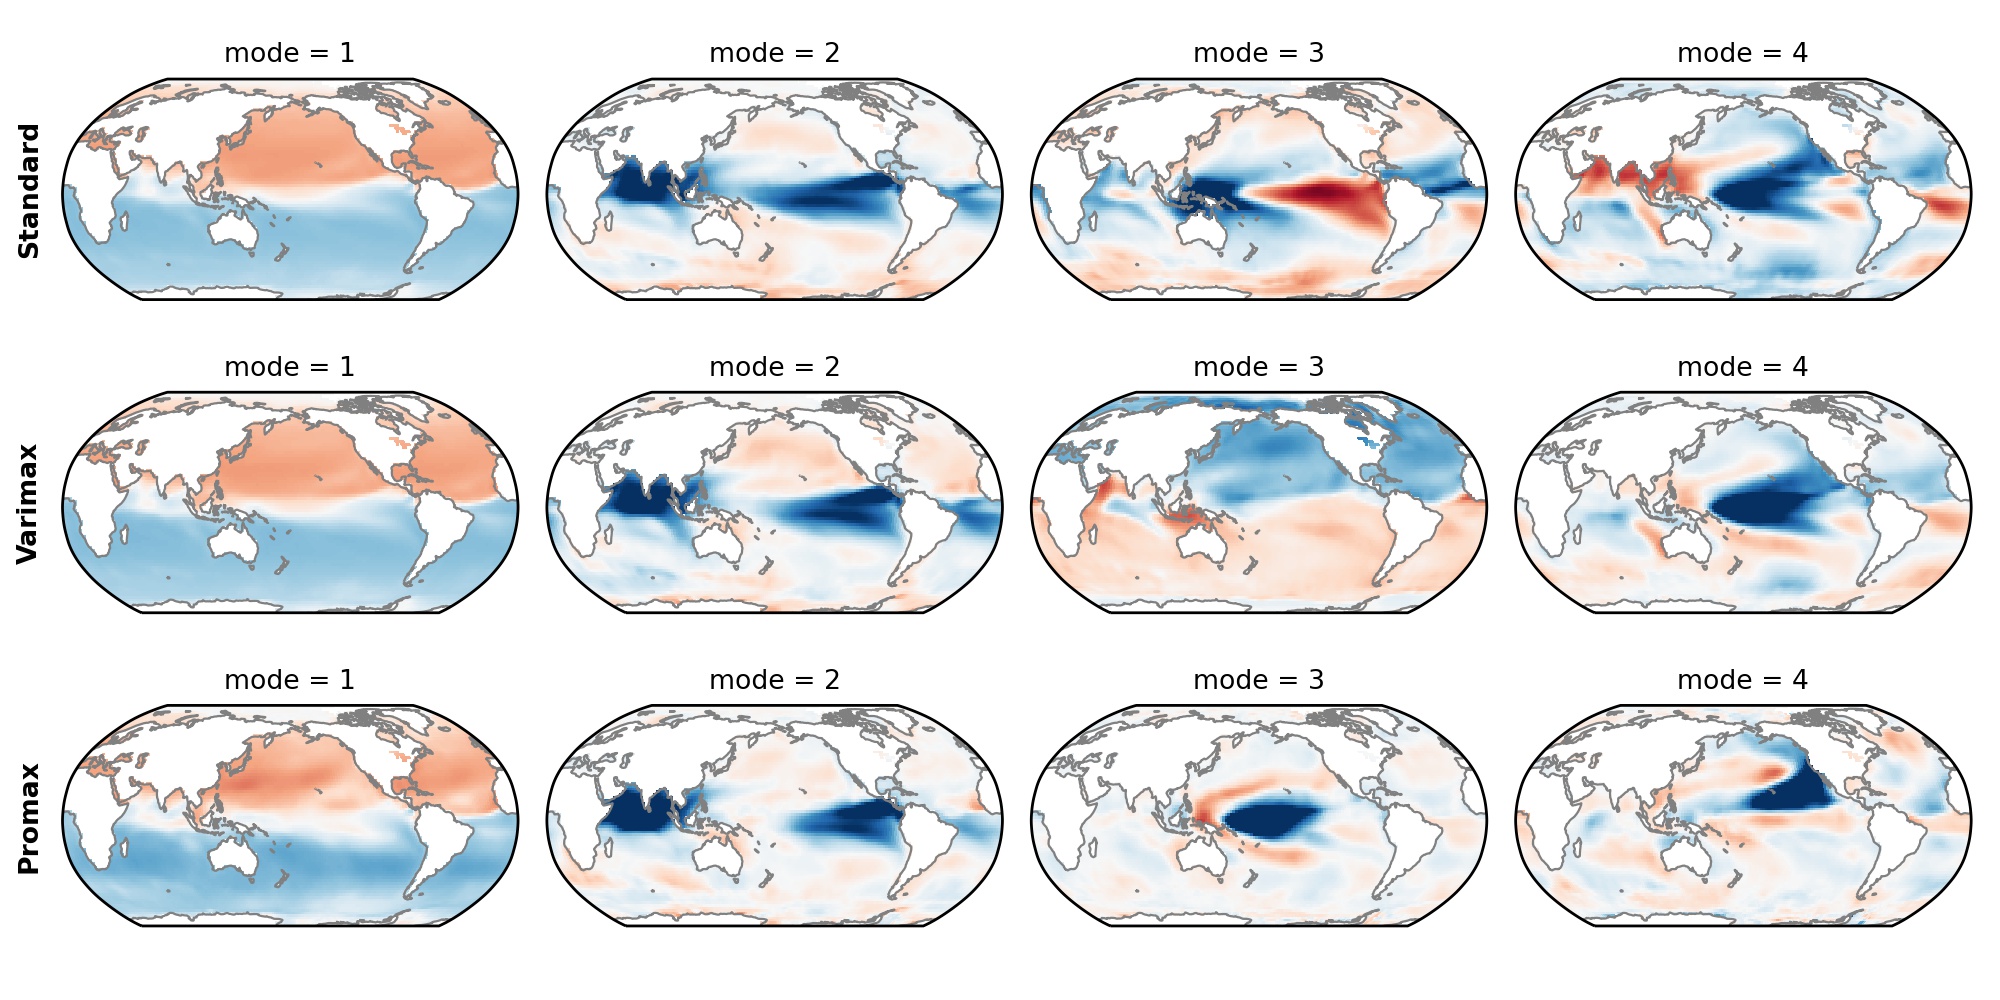 mode = 1
mode = 2
mode = 3
mode = 4
Standard
mode = 1
mode = 2
mode = 3
mode = 4
Varimax
mode = 1
mode = 2
mode = 3
mode = 4
Promax